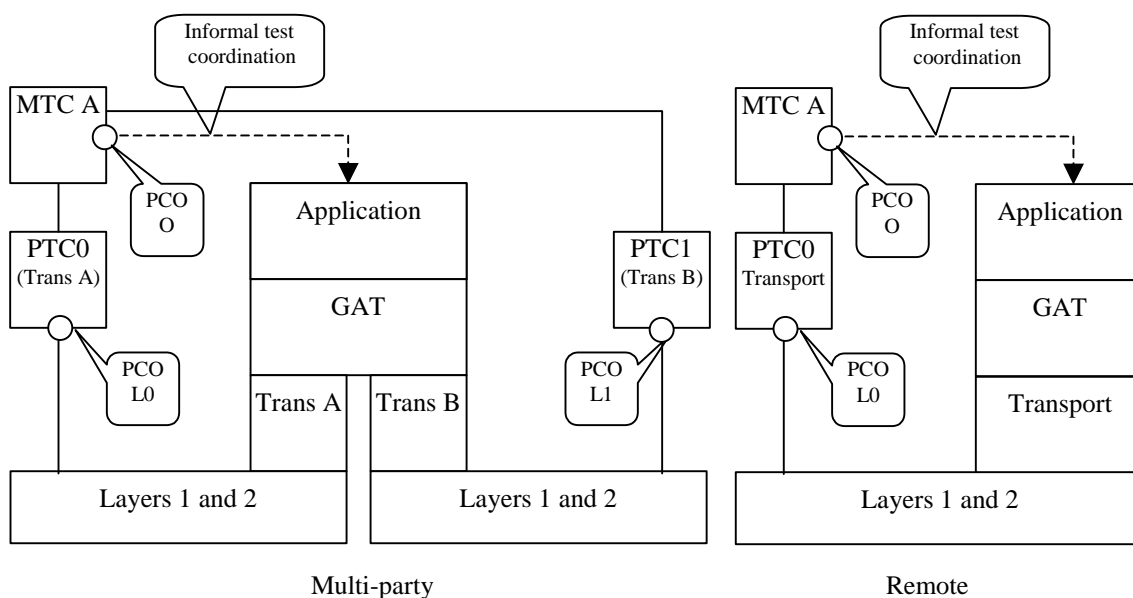 Informal test
coordination
MTC A
PCO
O
PTC0
(Trans A)
PCO
L0
Application
GAT
Trans A
Trans B
PTC1
(Trans B)
PCO
L1
Layers 1 and 2
Layers 1 and 2
Multi-party
Informal test
coordination
MTC A
PCO
O
PTC0
Transport
PCO
L0
Application
GAT
Transport
Layers 1 and 2
Remote